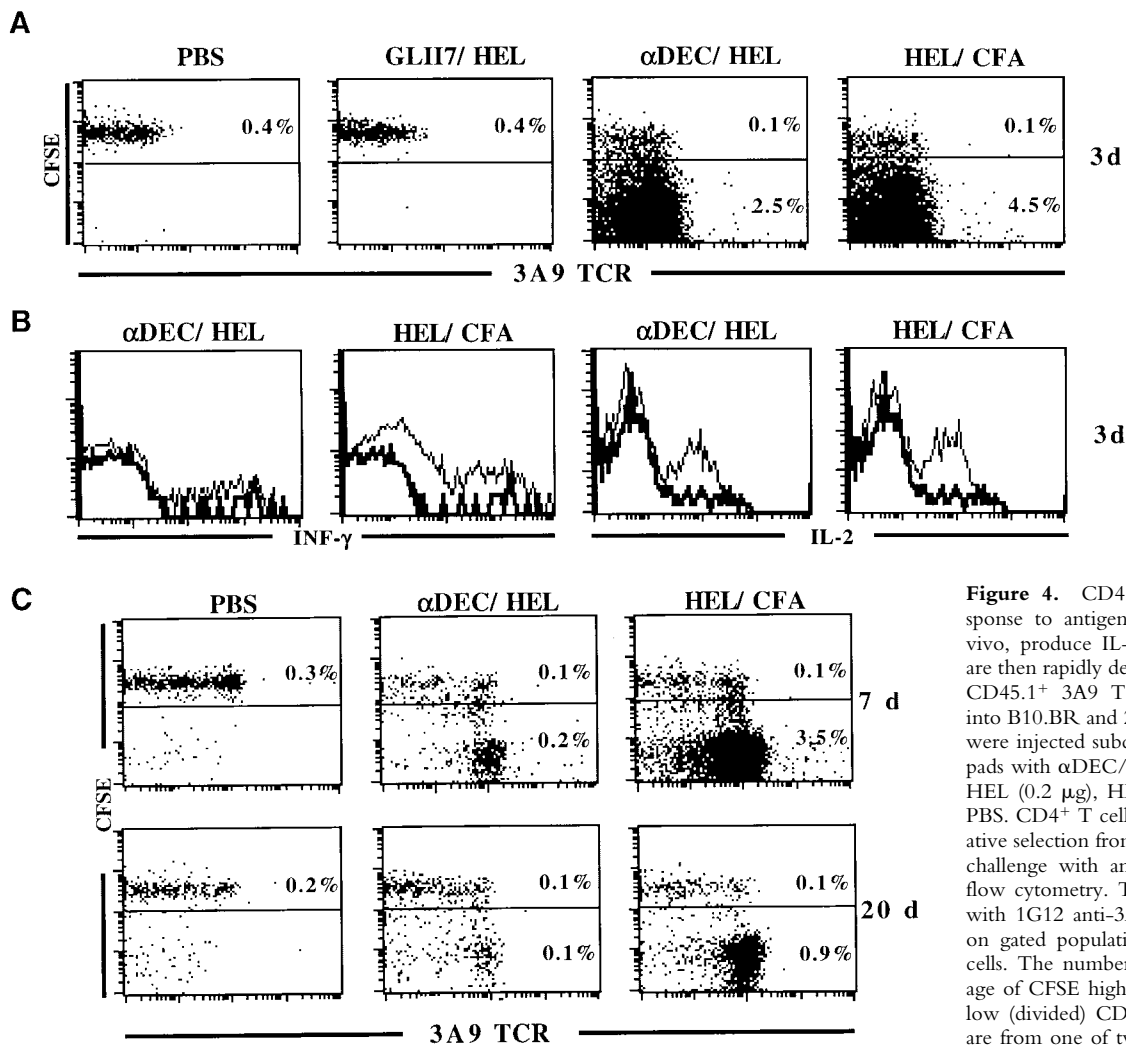 A
PBS GLII7/ HEL αDEC/ HEL HEL/ CFA
CFSE
0.4% 0.4% 0.1% 0.1%
2.5% 4.5%
3d
3A9 TCR
B
αDEC/ HEL HEL/ CFA αDEC/ HEL HEL/ CFA
3d
INF-γ IL-2
C
PBS αDEC/ HEL HEL/ CFA
CFSE
0.3% 0.1% 0.1%
7 d
0.2% 3.5%
0.2% 0.1% 0.1%
20 d
0.1% 0.9%
3A9 TCR
Figure 4. CD4
sponse to antigen
vivo, produce IL-
are then rapidly de
CD45.1⁺ 3A9 T
into B10.BR and 2
were injected subc
pads with αDEC/
HEL (0.2 μg), H
PBS. CD4⁺ T cell
ative selection from
challenge with an
flow cytometry. T
with 1G12 anti-3
on gated populati
cells. The number
age of CFSE high
low (divided) CD
are from one of tw